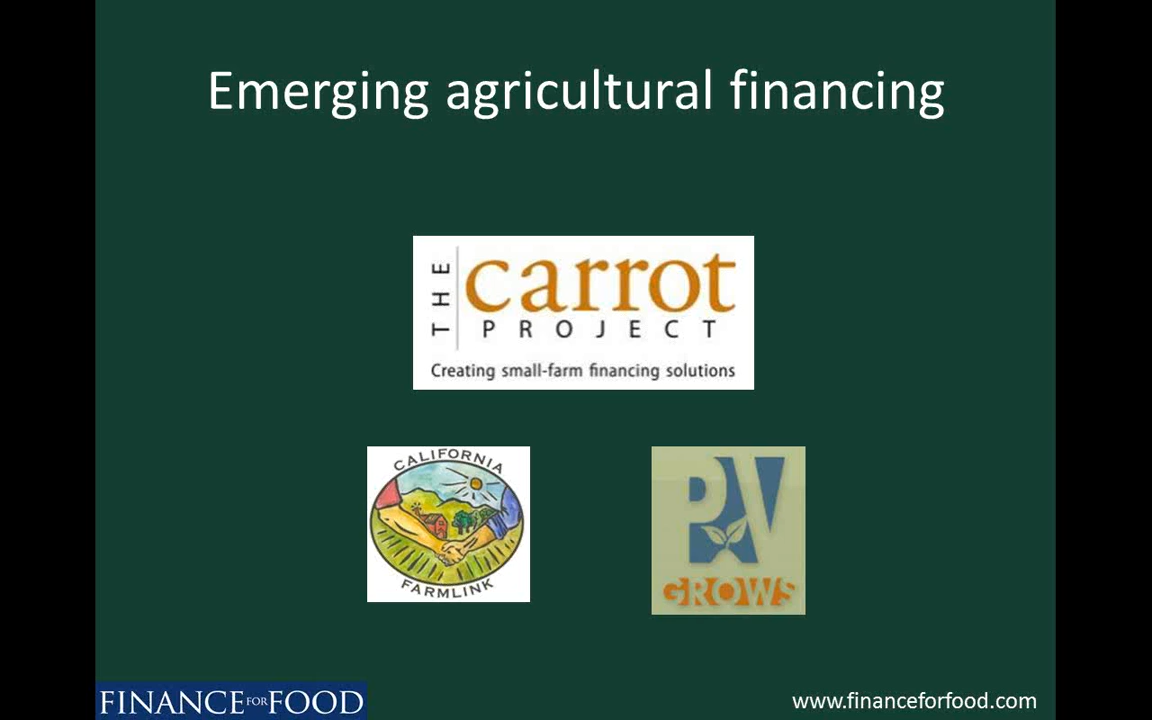 Emerging agricultural financing
THE
carrot
PROJECT
Creating small-farm financing solutions
CALIFORNIA
FARMLINK
PV
GROWS
FINANCE FOR FOOD
www.financeforfood.com